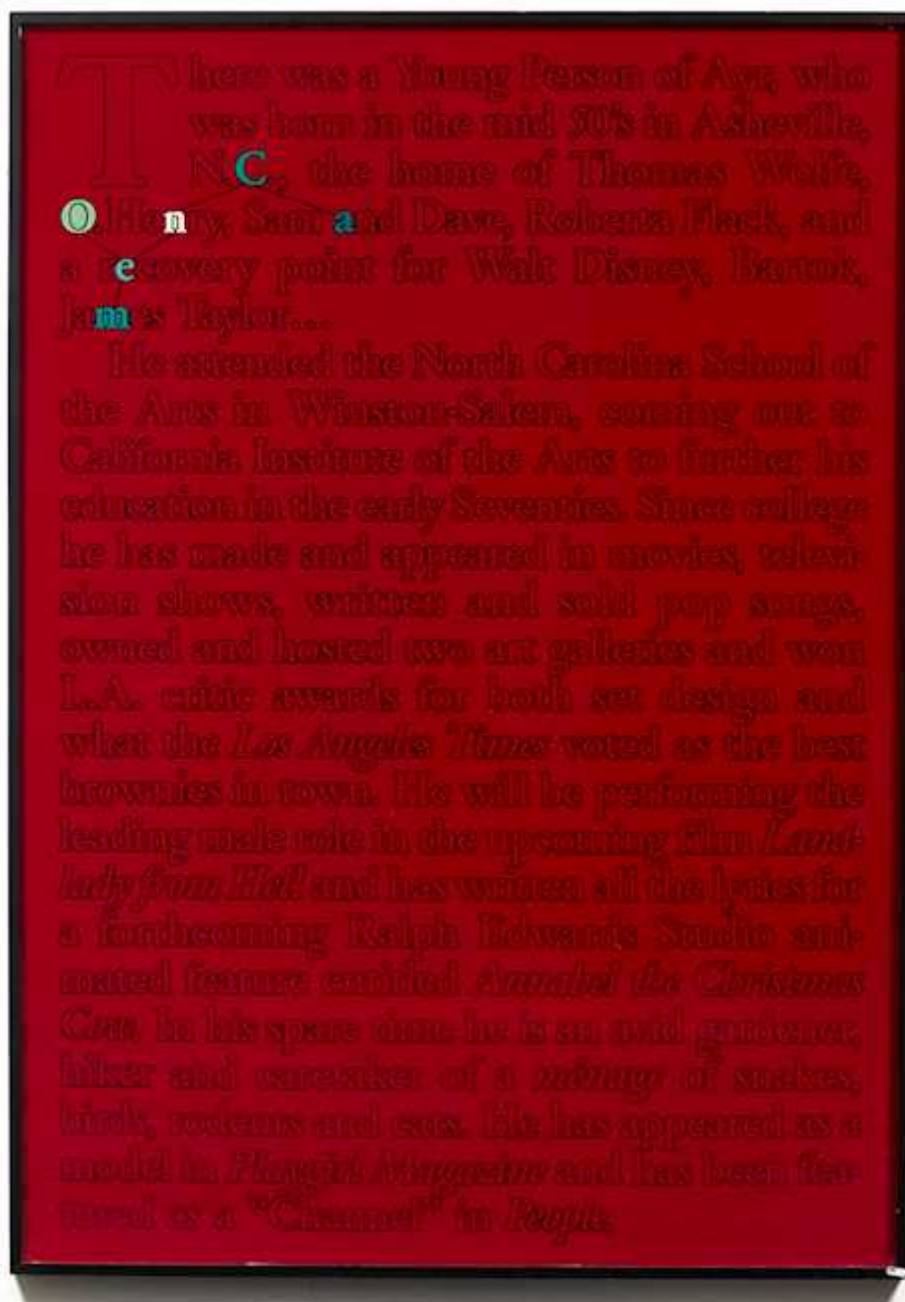 There was a Young Person of Ayr, who
was born in the mid 50's in Asheville,
N.C., the home of Thomas Wolfe,
O. Henry, Sam and Dave, Roberta Flack, and
a recovery point for Walt Disney, Bartok,
James Taylor...
He attended the North Carolina School of
the Arts in Winston-Salem, coming out to
California Institute of the Arts to further his
education in the early Seventies. Since college
he has made and appeared in movies, televi-
sion shows, written and sold pop songs,
owned and hosted two art galleries and won
L.A. critic awards for both set design and
what the Los Angeles Times voted as the best
brownies in town. He will be performing the
leading male role in the upcoming film Land-
lady from Hell and has written all the lyrics for
a forthcoming Ralph Edwards Studio ani-
mated feature entitled Annabel the Christmas
Cow. In his spare time he is an avid gardener,
hiker and caretaker of a ménage of snakes,
birds, rodents and cats. He has appeared as a
model in Playgirl Magazine and has been fea-
tured as a "Channel" in People.